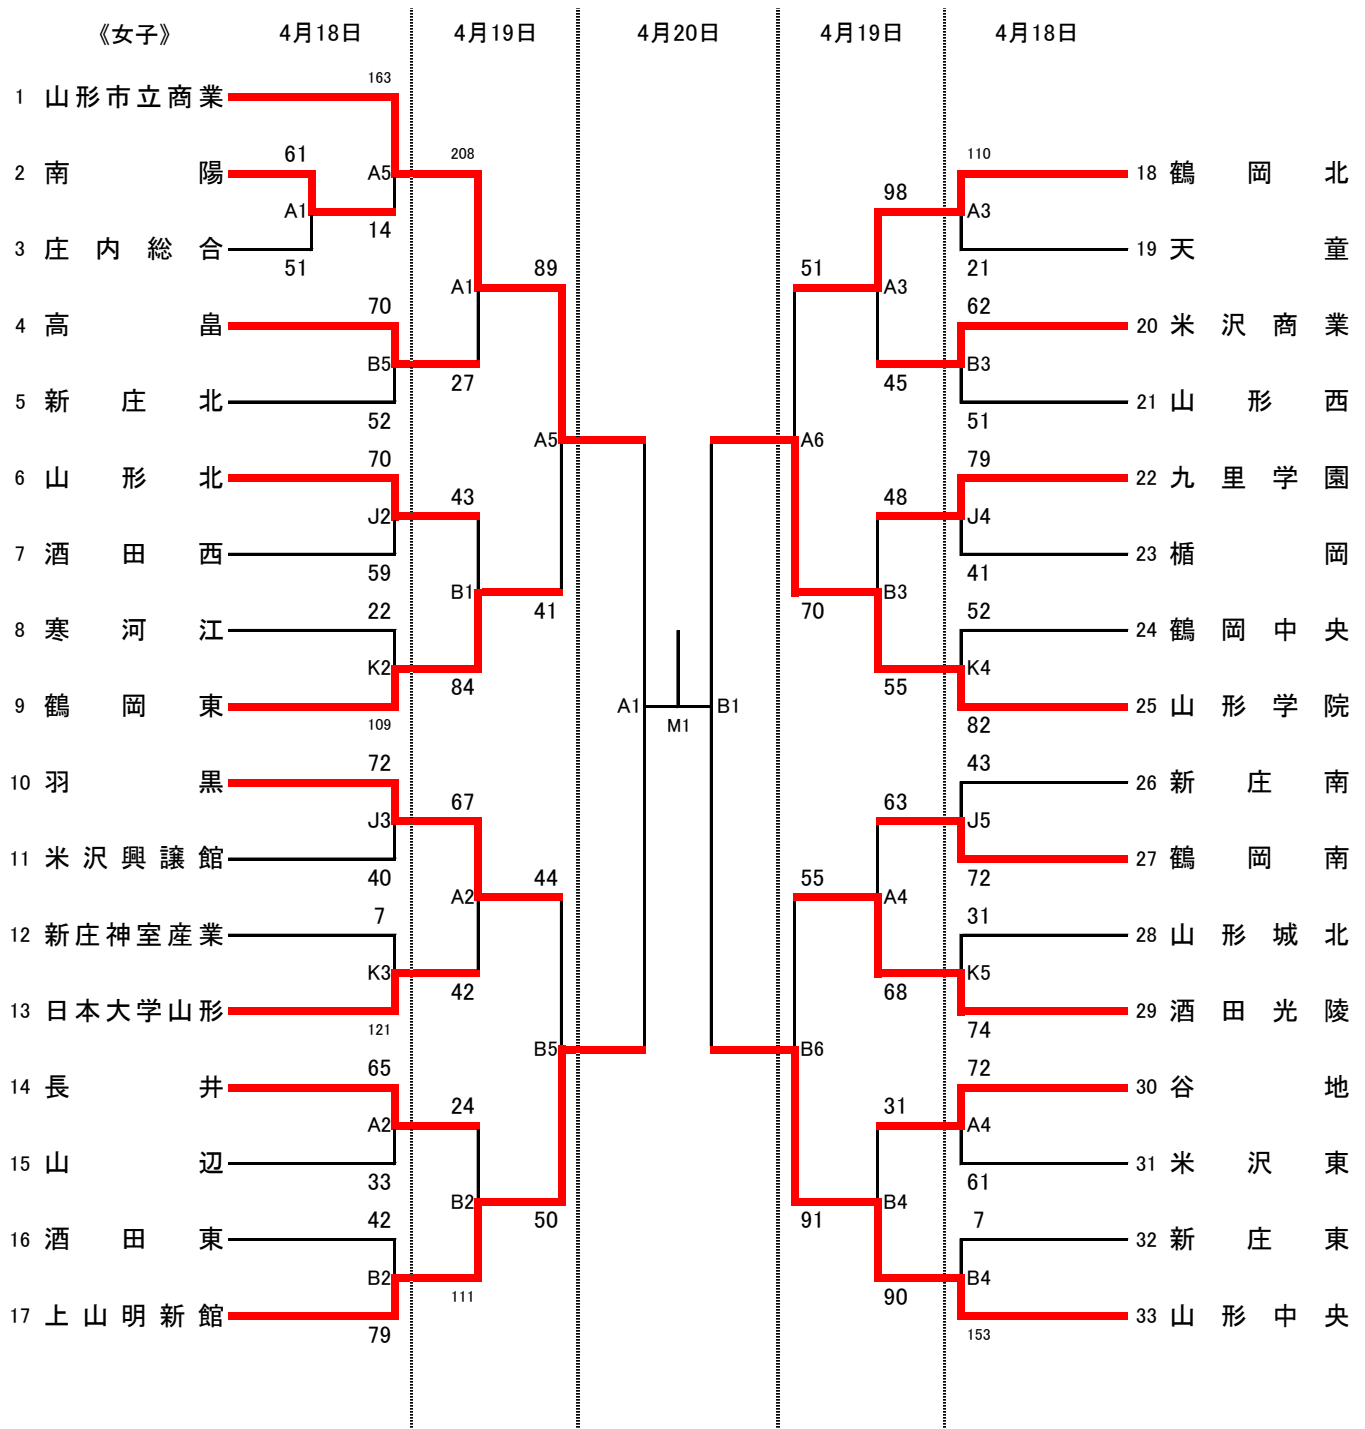 《女子》 4月18日 4月19日 4月20日 4月19日 4月18日
163
1 山形市立商業
61 208 110
2 南陽 A5 18 鶴岡北
98
A1 A3
14
3 庄内総合 19 天童
51 89 51 21
A1 A3
70 62
4 高畠 20 米沢商業
B5 B3
27 45
5 新庄北 21 山形西
52 51
A5 A6
70 79
6 山形北 22 九里学園
43 48
J2 J4
7 酒田西 23 楯岡
59 41
B1 B3
22 41 70 52
8 寒河江 24 鶴岡中央
K2 K4
84 55
9 鶴岡東 A1 B1 25 山形学院
109 M1 82
72 43
10 羽黒 26 新庄南
67 63
J3 J5
11 米沢興譲館 27 鶴岡南
40 44 55 72
A2 A4
7 31
12 新庄神室産業 28 山形城北
K3 K5
42 68
13 日本大学山形 29 酒田光陵
121 74
B5 B6
65 72
14 長井 30 谷地
24 31
A2 A4
15 山辺 31 米沢東
33 61
B2 B4
42 50 91 7
16 酒田東 32 新庄東
B2 B4
111 90
17 上山明新館 33 山形中央
79 153